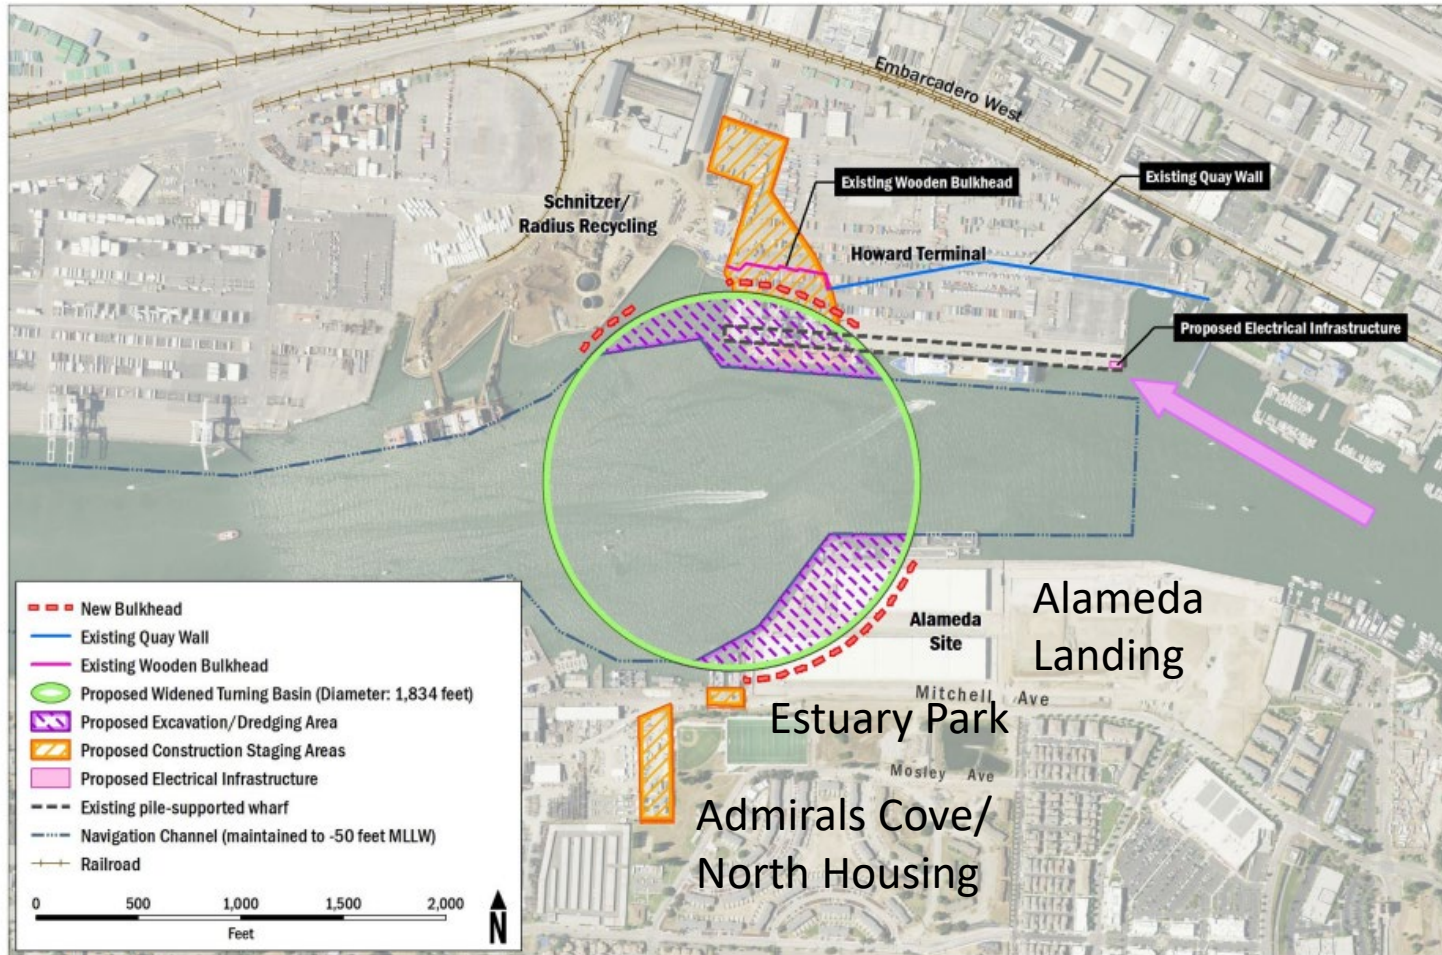 Embarcadero West
Existing Wooden Bulkhead
Existing Quay Wall
Schnitzer/
Radius Recycling
Howard Terminal
Proposed Electrical Infrastructure
Alameda
Site
Alameda
Landing
Mitchell Ave
Estuary Park
Mosley Ave
Admirals Cove/
North Housing
New Bulkhead
Existing Quay Wall
Existing Wooden Bulkhead
Proposed Widened Turning Basin (Diameter: 1,834 feet)
Proposed Excavation/Dredging Area
Proposed Construction Staging Areas
Proposed Electrical Infrastructure
Existing pile-supported wharf
Navigation Channel (maintained to -50 feet MLLW)
Railroad
0 500 1,000 1,500 2,000
Feet
N